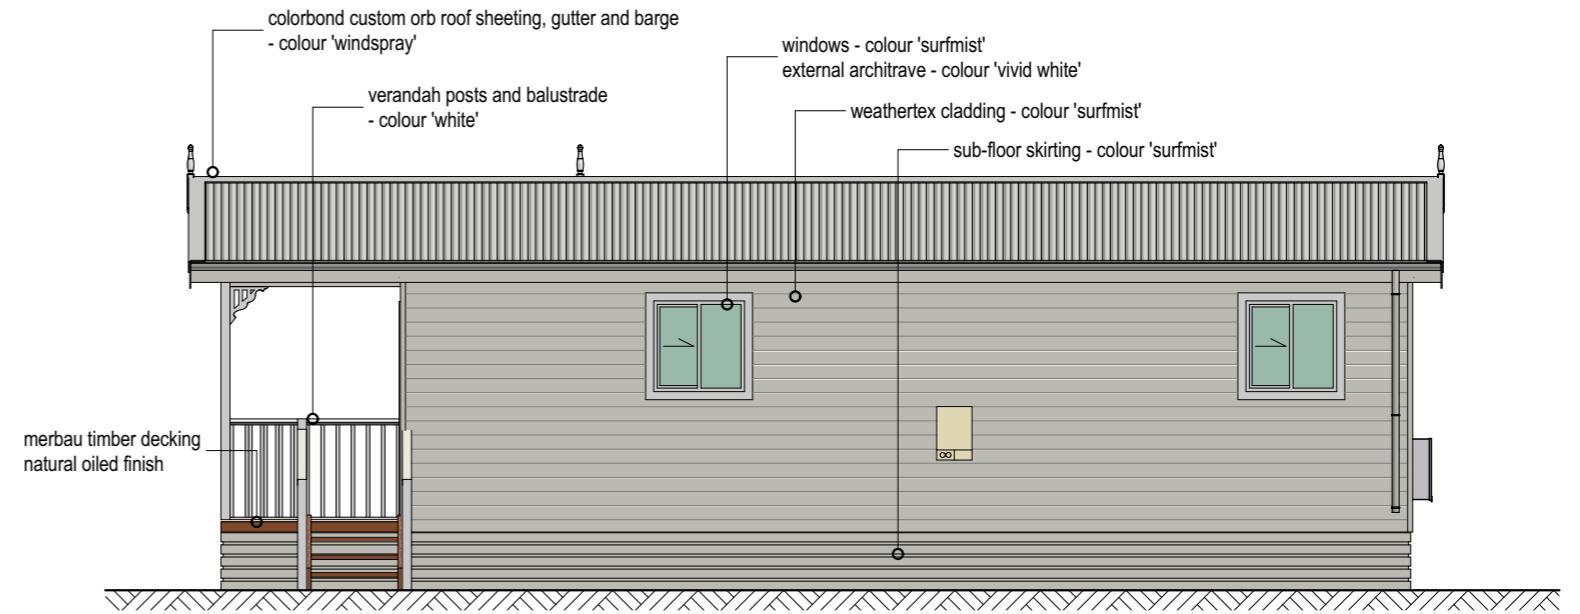 colorbond custom orb roof sheeting, gutter and barge
- colour 'windspray'
windows - colour 'surfmist'
external architrave - colour 'vivid white'
verandah posts and balustrade
- colour 'white'
weathertex cladding - colour 'surfmist'
sub-floor skirting - colour 'surfmist'
merbau timber decking
natural oiled finish